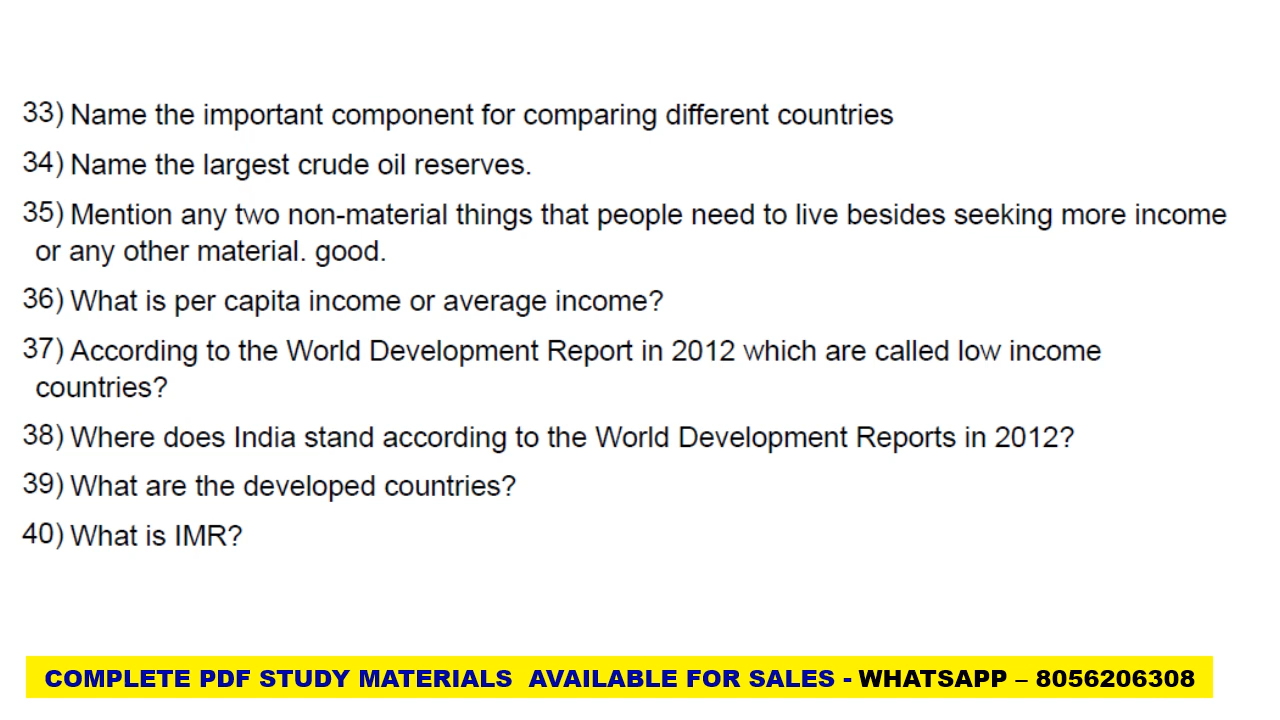 33) Name the important component for comparing different countries
34) Name the largest crude oil reserves.
35) Mention any two non-material things that people need to live besides seeking more income
or any other material. good.
36) What is per capita income or average income?
37) According to the World Development Report in 2012 which are called low income
countries?
38) Where does India stand according to the World Development Reports in 2012?
39) What are the developed countries?
40) What is IMR?
COMPLETE PDF STUDY MATERIALS AVAILABLE FOR SALES - WHATSAPP – 8056206308